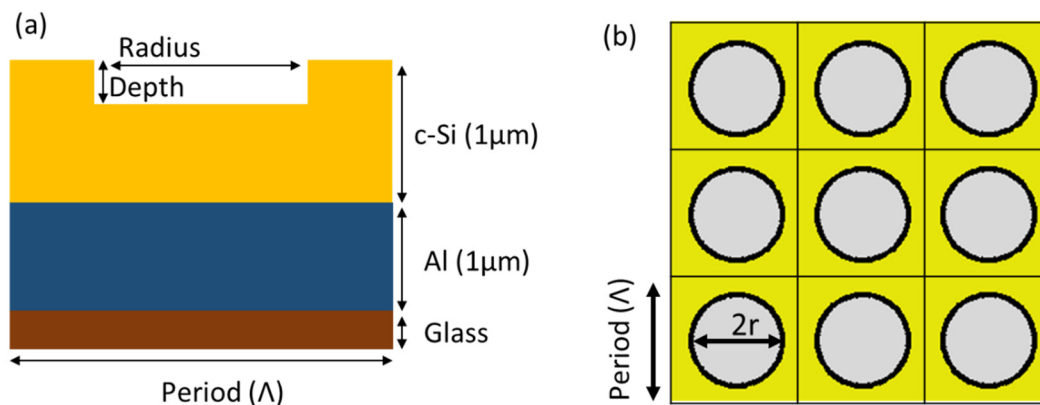 (a)
Radius
Depth
c-Si (1μm)
Al (1μm)
Glass
Period (Λ)
(b)
2r
Period (Λ)